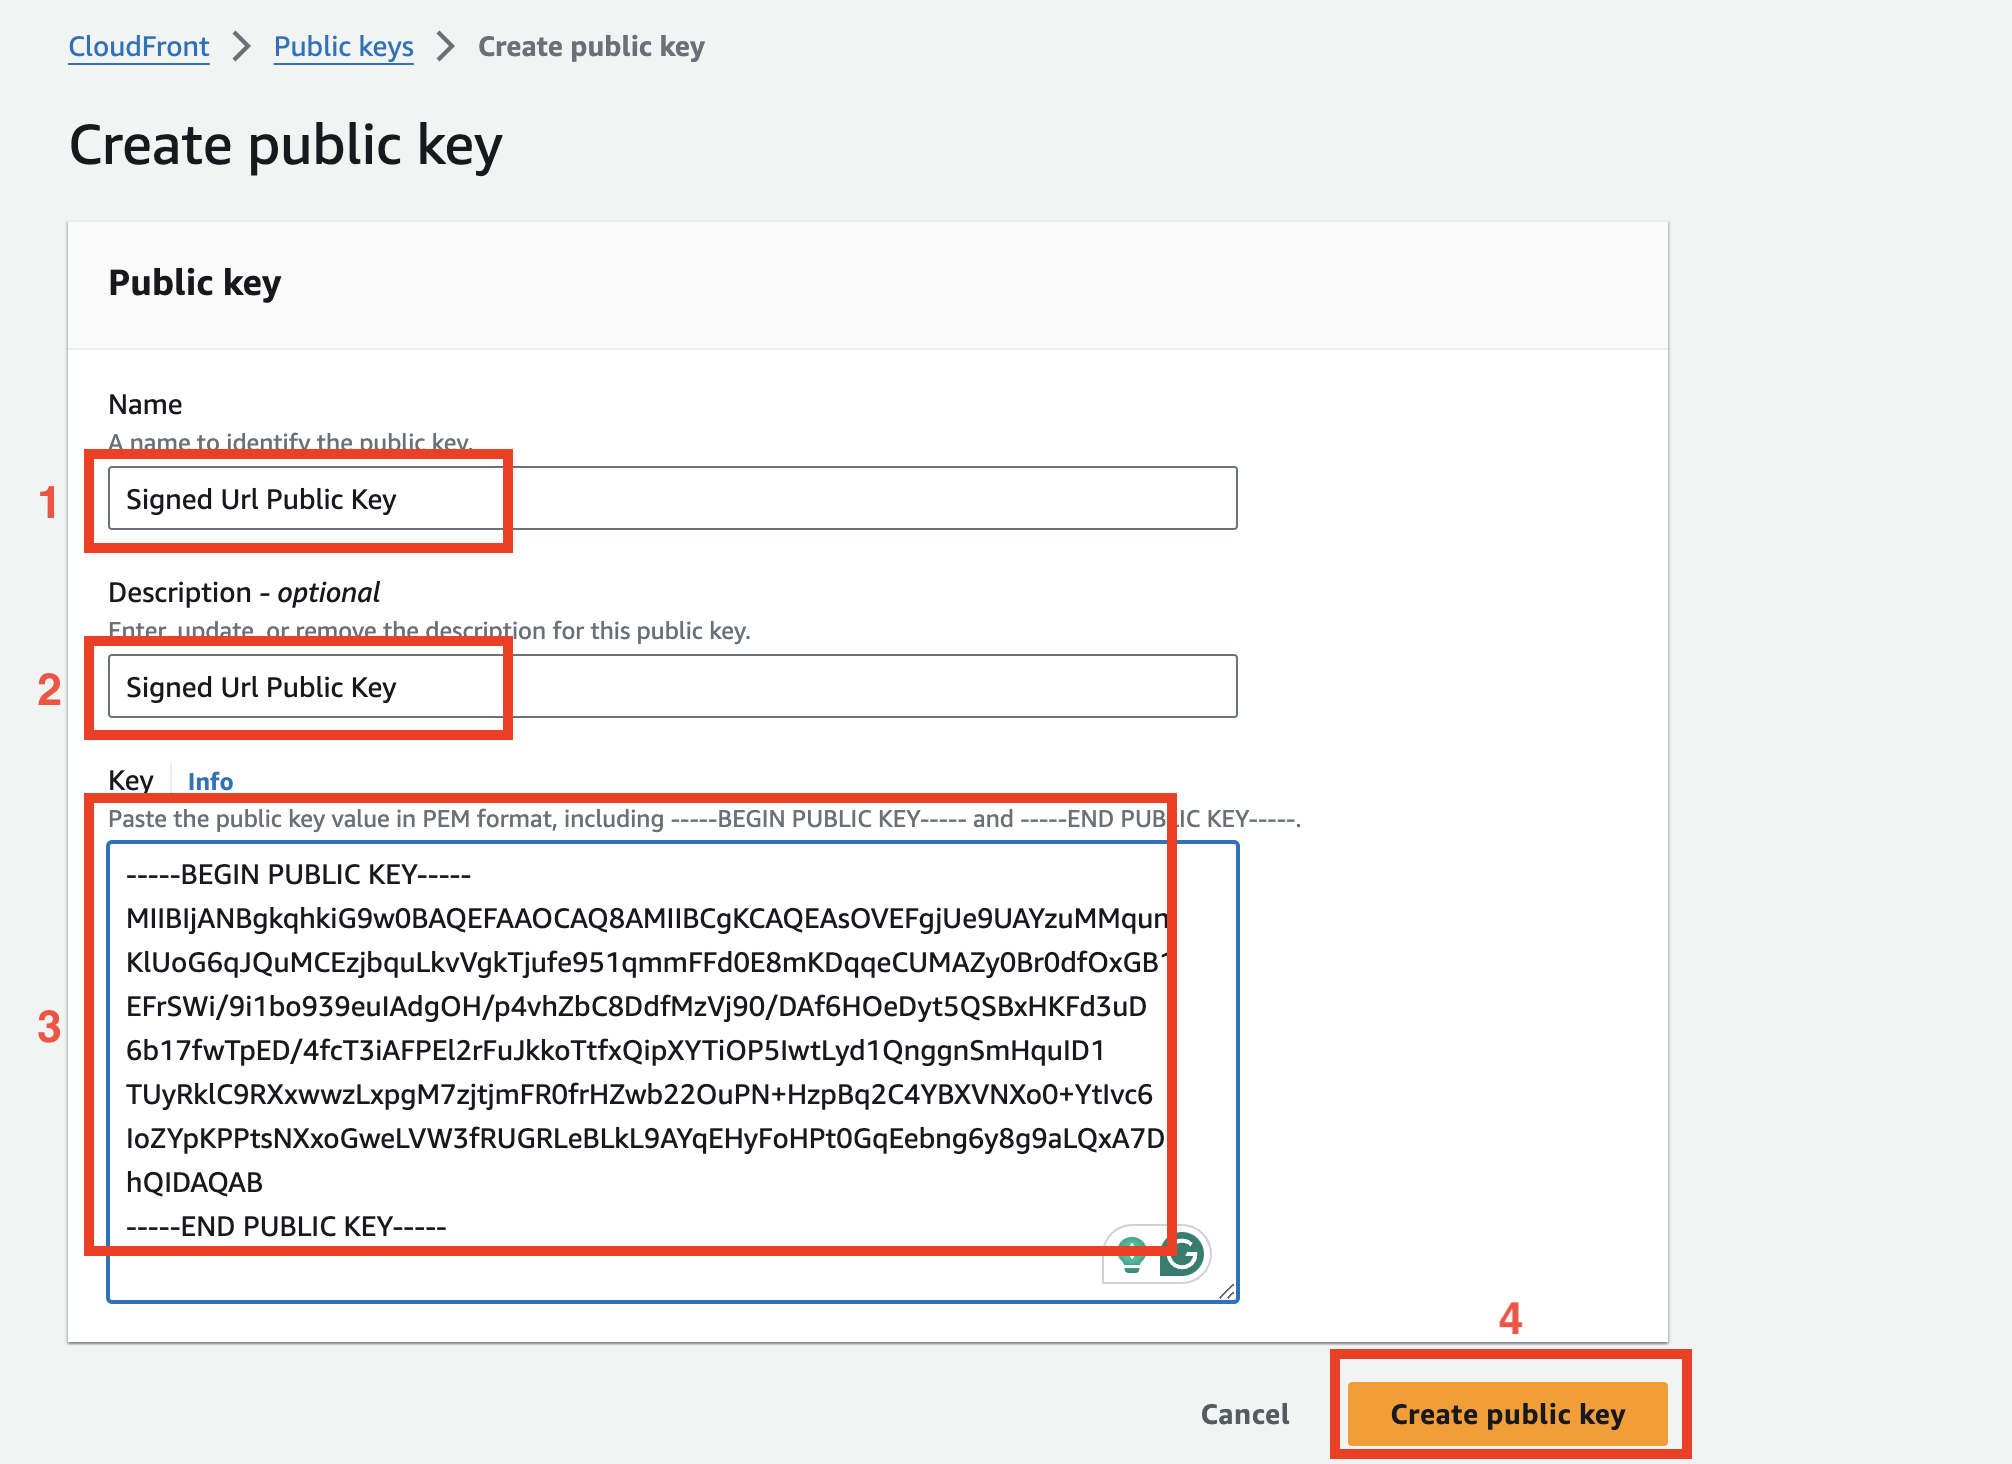 CloudFront > Public keys > Create public key
Create public key
Public key
Name
A name to identify the public key.
1
Signed Url Public Key
Description - optional
Enter, update, or remove the description for this public key.
2
Signed Url Public Key
Key Info
Paste the public key value in PEM format, including -----BEGIN PUBLIC KEY----- and -----END PUBLIC KEY-----.
3
-----BEGIN PUBLIC KEY-----
MIIBIjANBgkqhkiG9w0BAQEFAAOCAQ8AMIIBCgKCAQEAsOVEFgjUe9UAYzuMMqun
KlUoG6qJQuMCEzjbquLkvVgkTjufe951qmmFFd0E8mKDqqeCUMAZy0Br0dfOxGB1
EFrSWi/9i1bo939euIAdgOH/p4vhZbC8DdfMzVj90/DAf6HOeDyt5QSBxHKFd3uD
6b17fwTpED/4fcT3iAFPEl2rFuJkkoTtfxQipXYTiOP5IwtLyd1QnggnSmHquID1
TUyRklC9RXxwwzLxpgM7zjtjmFR0frHZwb22OuPN+HzpBq2C4YBXVNXo0+YtIvc6
IoZYpKPPtsNXxoGweLVW3fRUGRLeBLkL9AYqEHyFoHPt0GqEebng6y8g9aLQxA7D
hQIDAQAB
-----END PUBLIC KEY-----
G
4
Cancel
Create public key